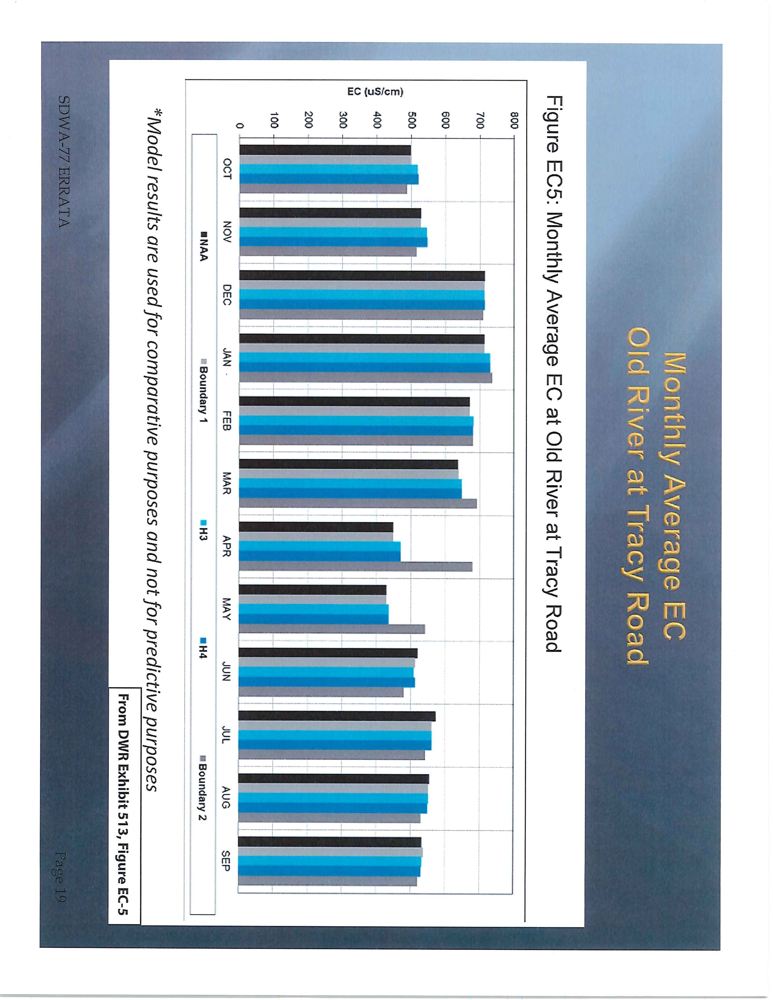 Monthly Average EC
Old River at Tracy Road
Figure EC5: Monthly Average EC at Old River at Tracy Road
EC (uS/cm)
800
700
600
500
400
300
200
100
0
OCT NOV DEC JAN FEB MAR APR MAY JUN JUL AUG SEP
NAA Boundary 1 H3 H4 Boundary 2
*Model results are used for comparative purposes and not for predictive purposes
From DWR Exhibit 513, Figure EC-5
SDWA-77 ERRATA
Page 19